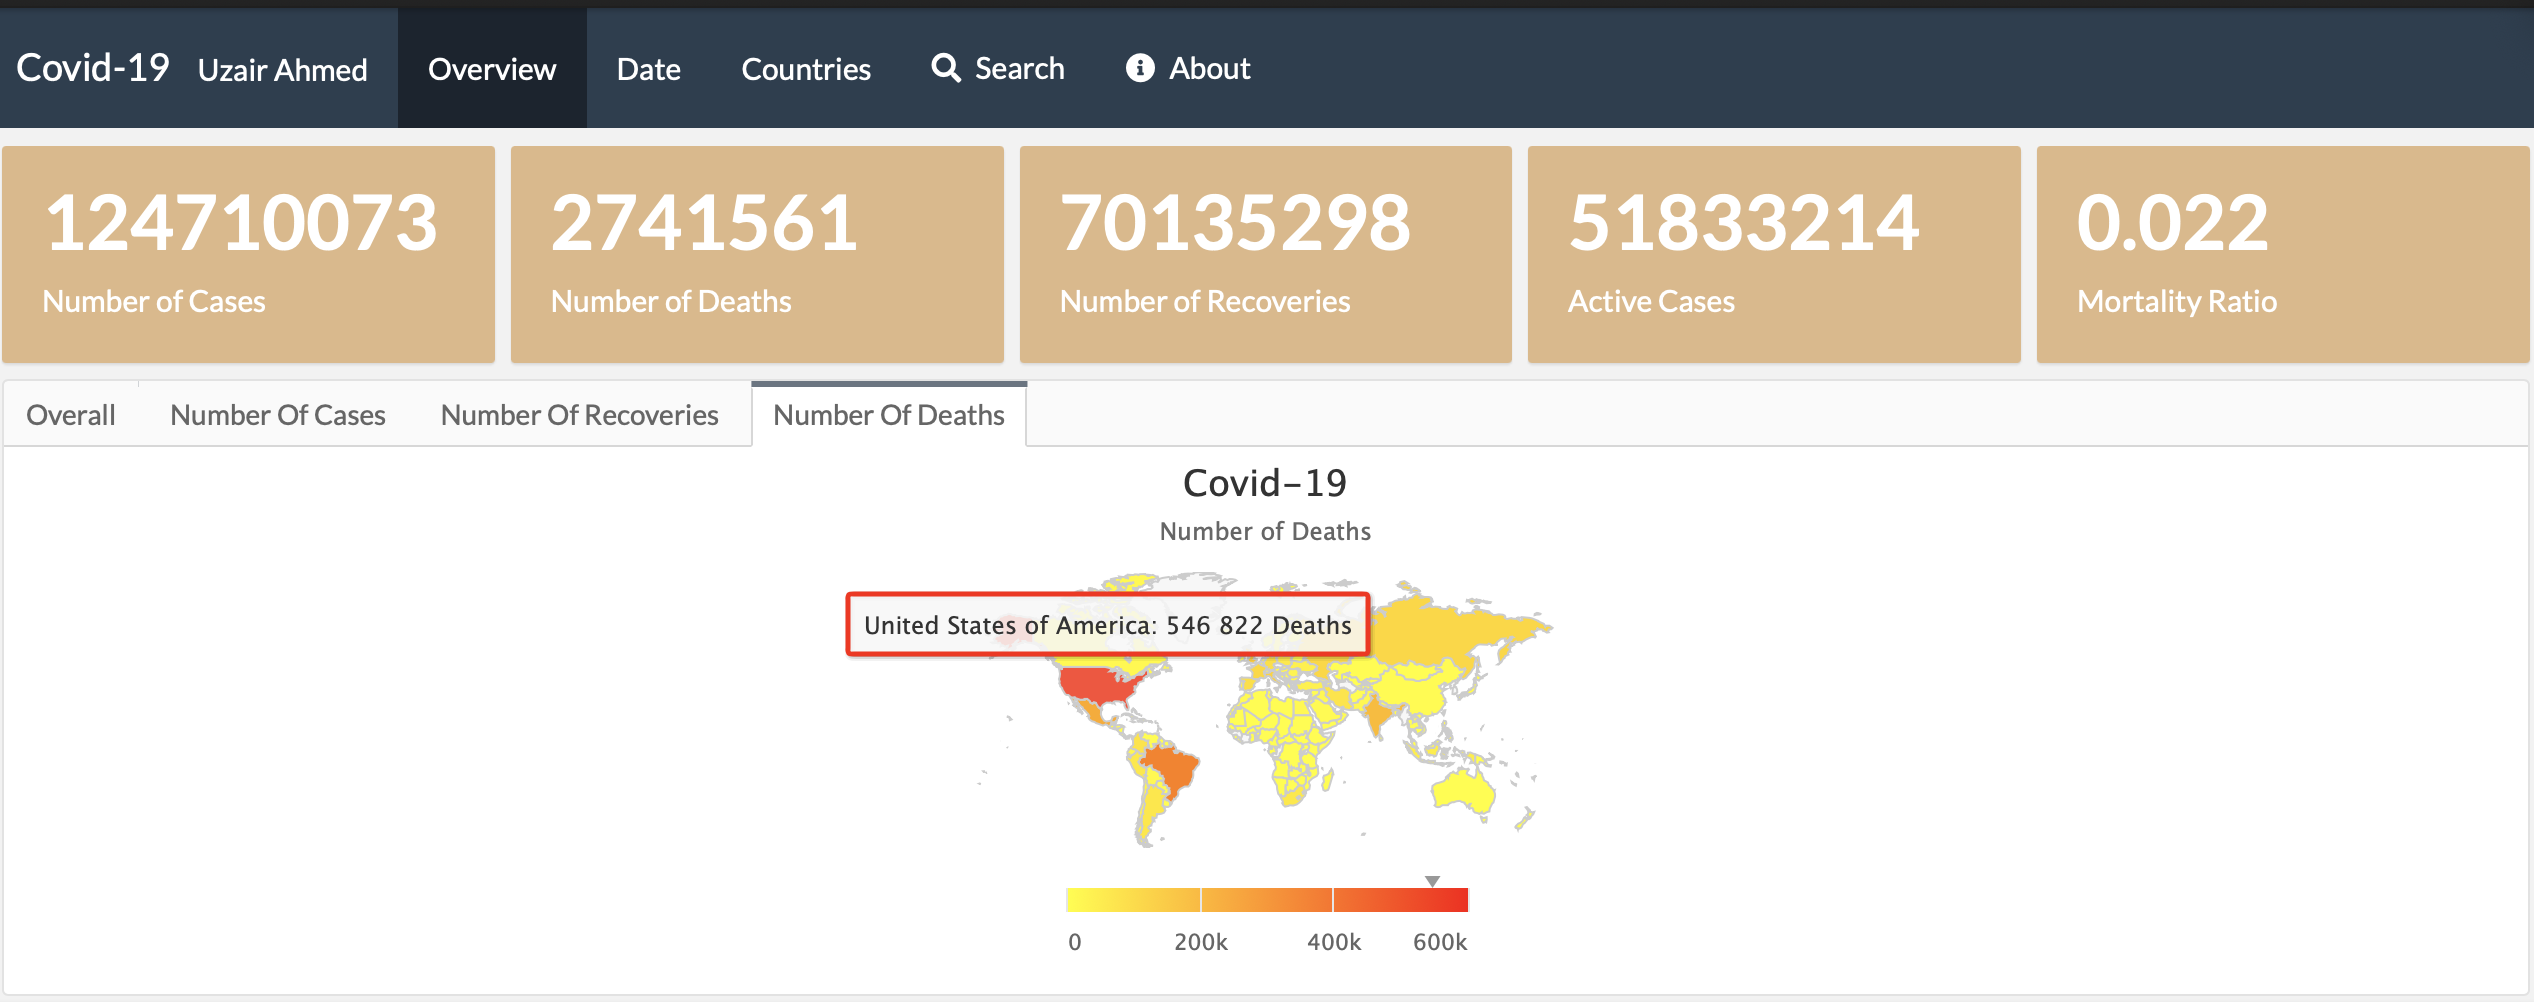 Covid-19 Uzair Ahmed Overview Date Countries Search About
124710073 2741561 70135298 51833214 0.022
Number of Cases Number of Deaths Number of Recoveries Active Cases Mortality Ratio
Overall Number Of Cases Number Of Recoveries Number Of Deaths
Covid-19
Number of Deaths
United States of America: 546 822 Deaths
0 200k 400k 600k